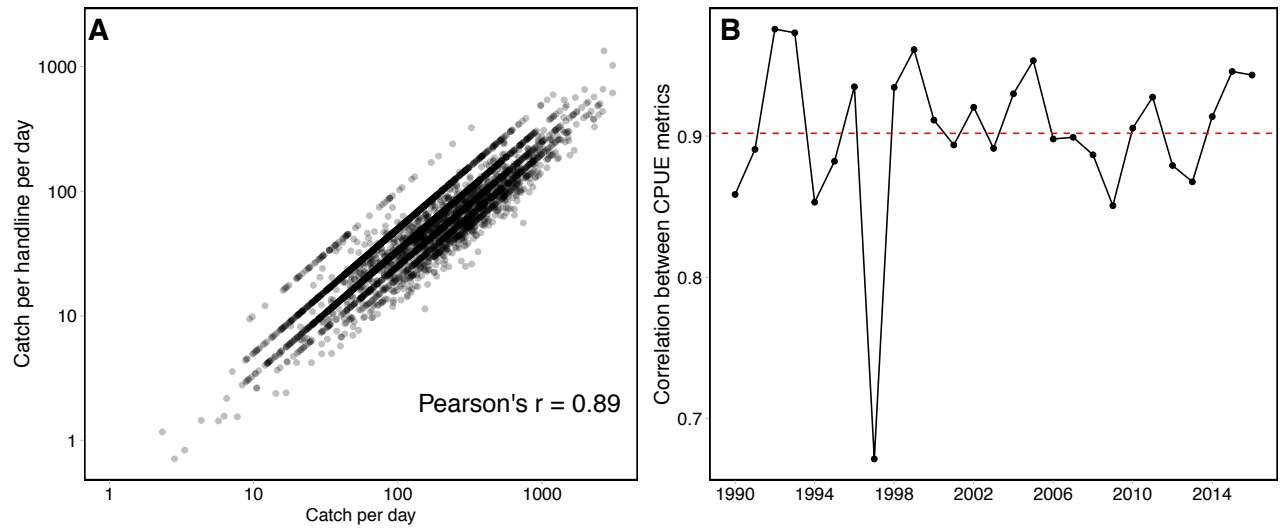 A
Catch per handline per day
1000
100
10
1
Pearson's r = 0.89
1 10 100 1000
Catch per day
B
Correlation between CPUE metrics
0.9
0.8
0.7
1990 1994 1998 2002 2006 2010 2014